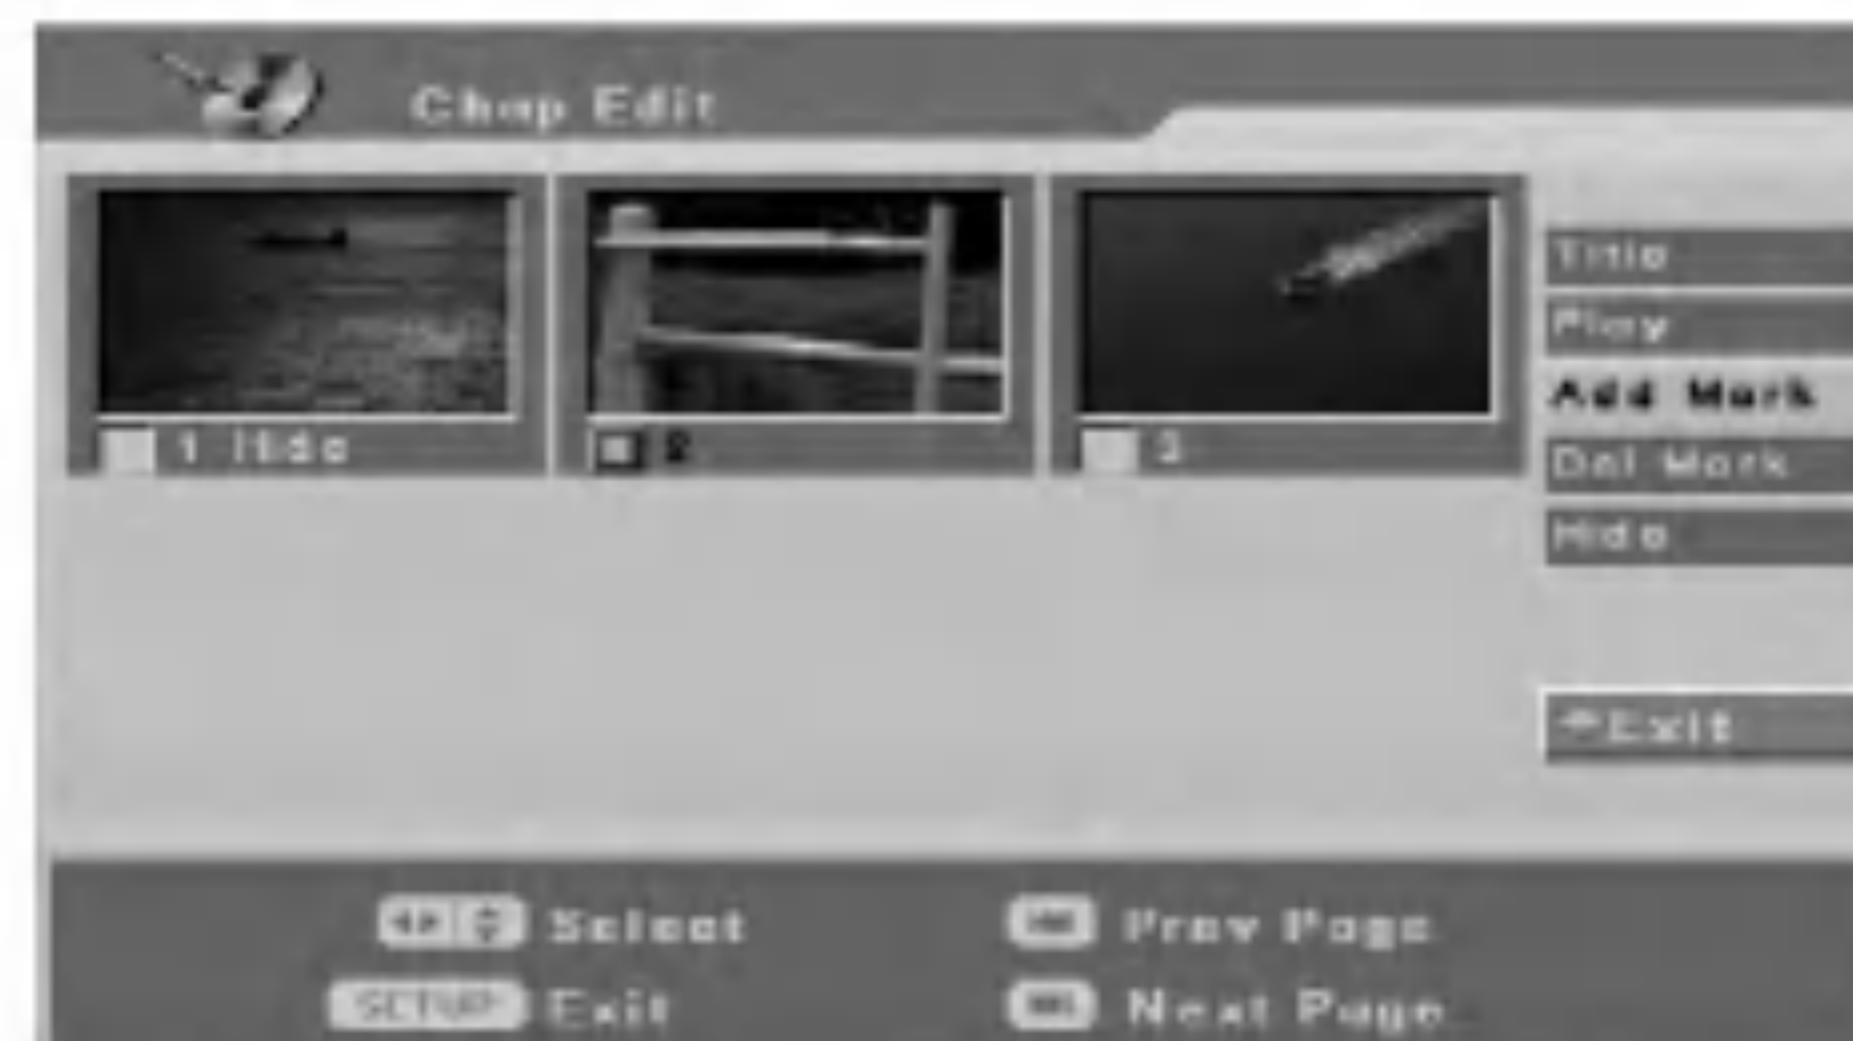 Chap Edit
1 Hide
2
3
Title
Play
Add Mark
Del Mark
Hide
Exit
Select
Prev Page
SETUP Exit
Next Page